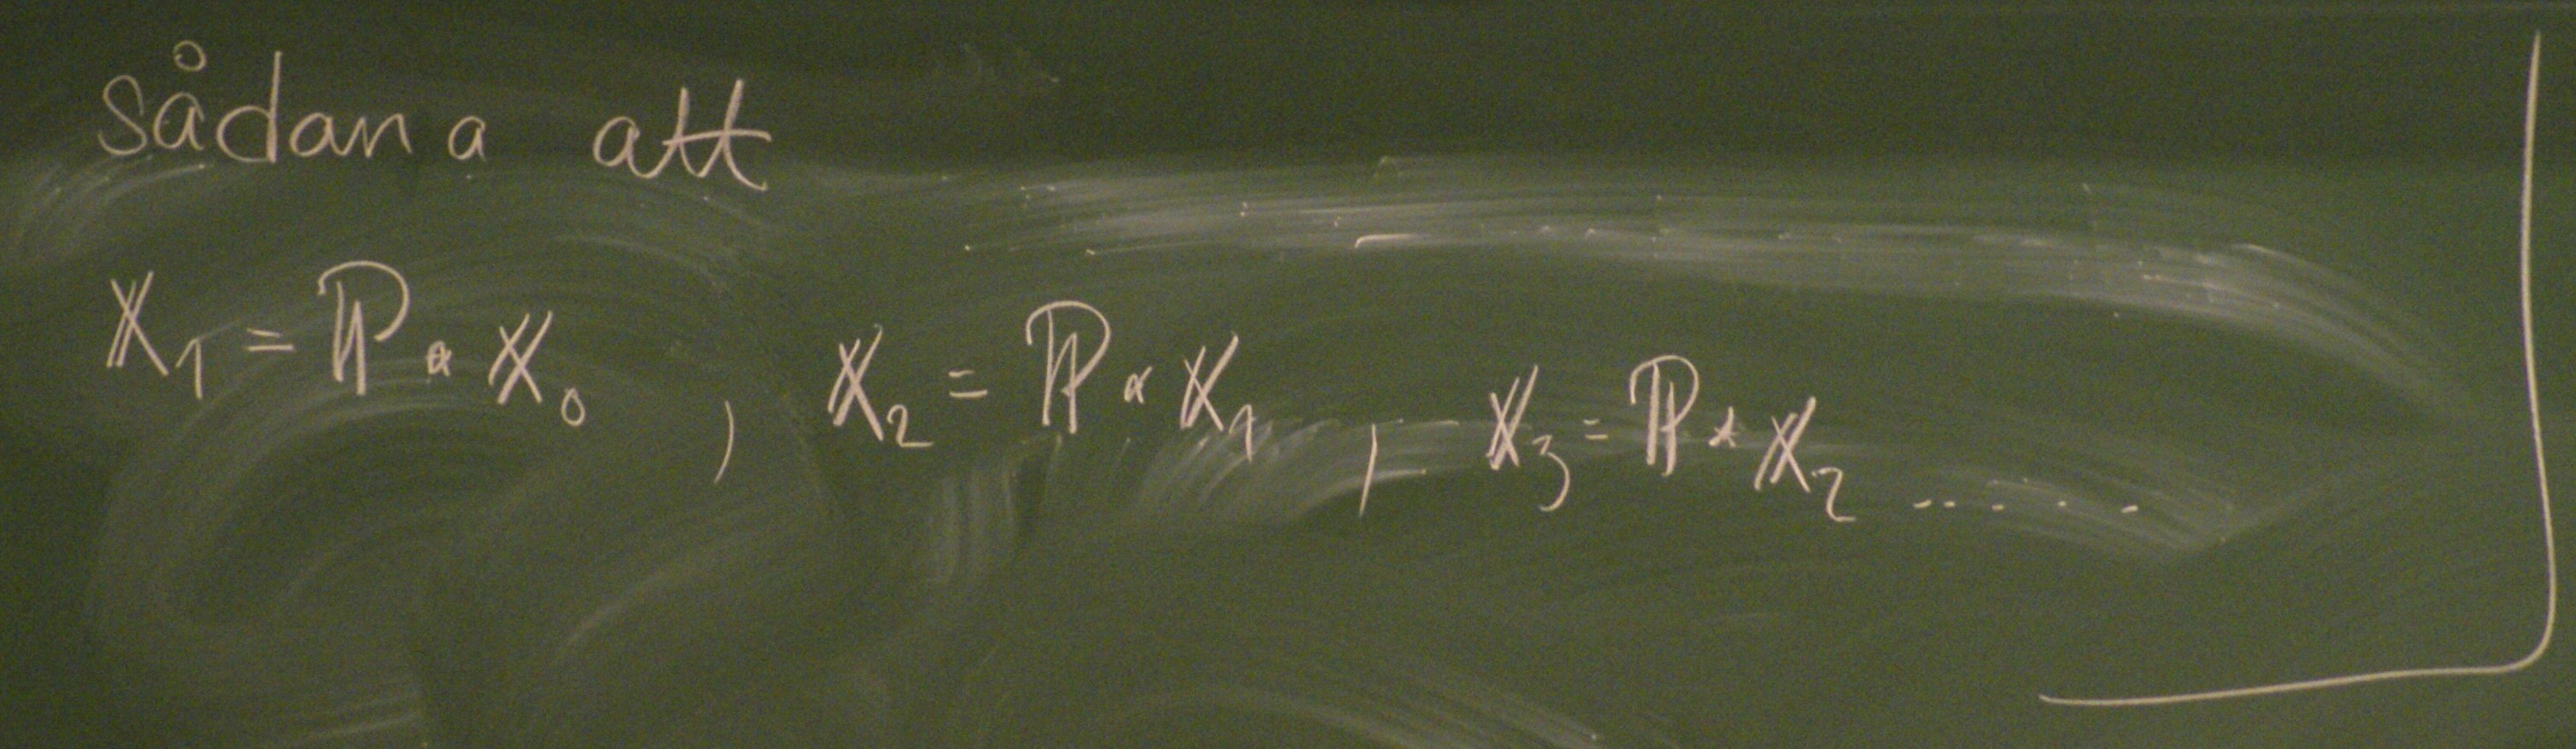 sådana att
𝕏₁ = ℙ * 𝕏₀ , 𝕏₂ = ℙ * 𝕏₁ , 𝕏₃ = ℙ * 𝕏₂ .....